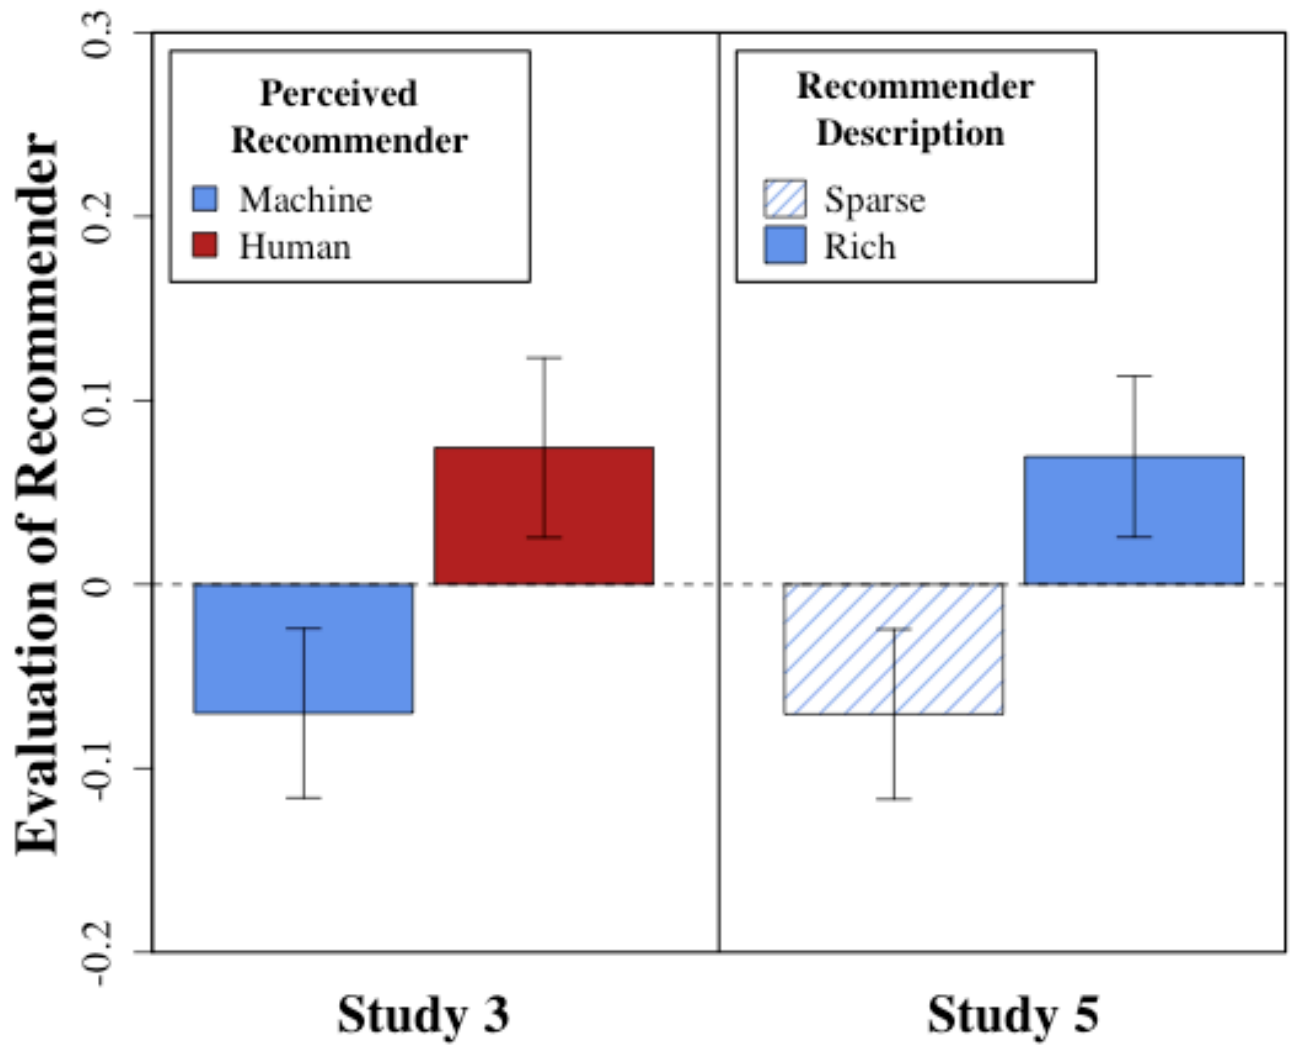 Evaluation of Recommender
0.3
0.2
0.1
0
-0.1
-0.2
Perceived
Recommender
Machine
Human
Recommender
Description
Sparse
Rich
Study 3
Study 5